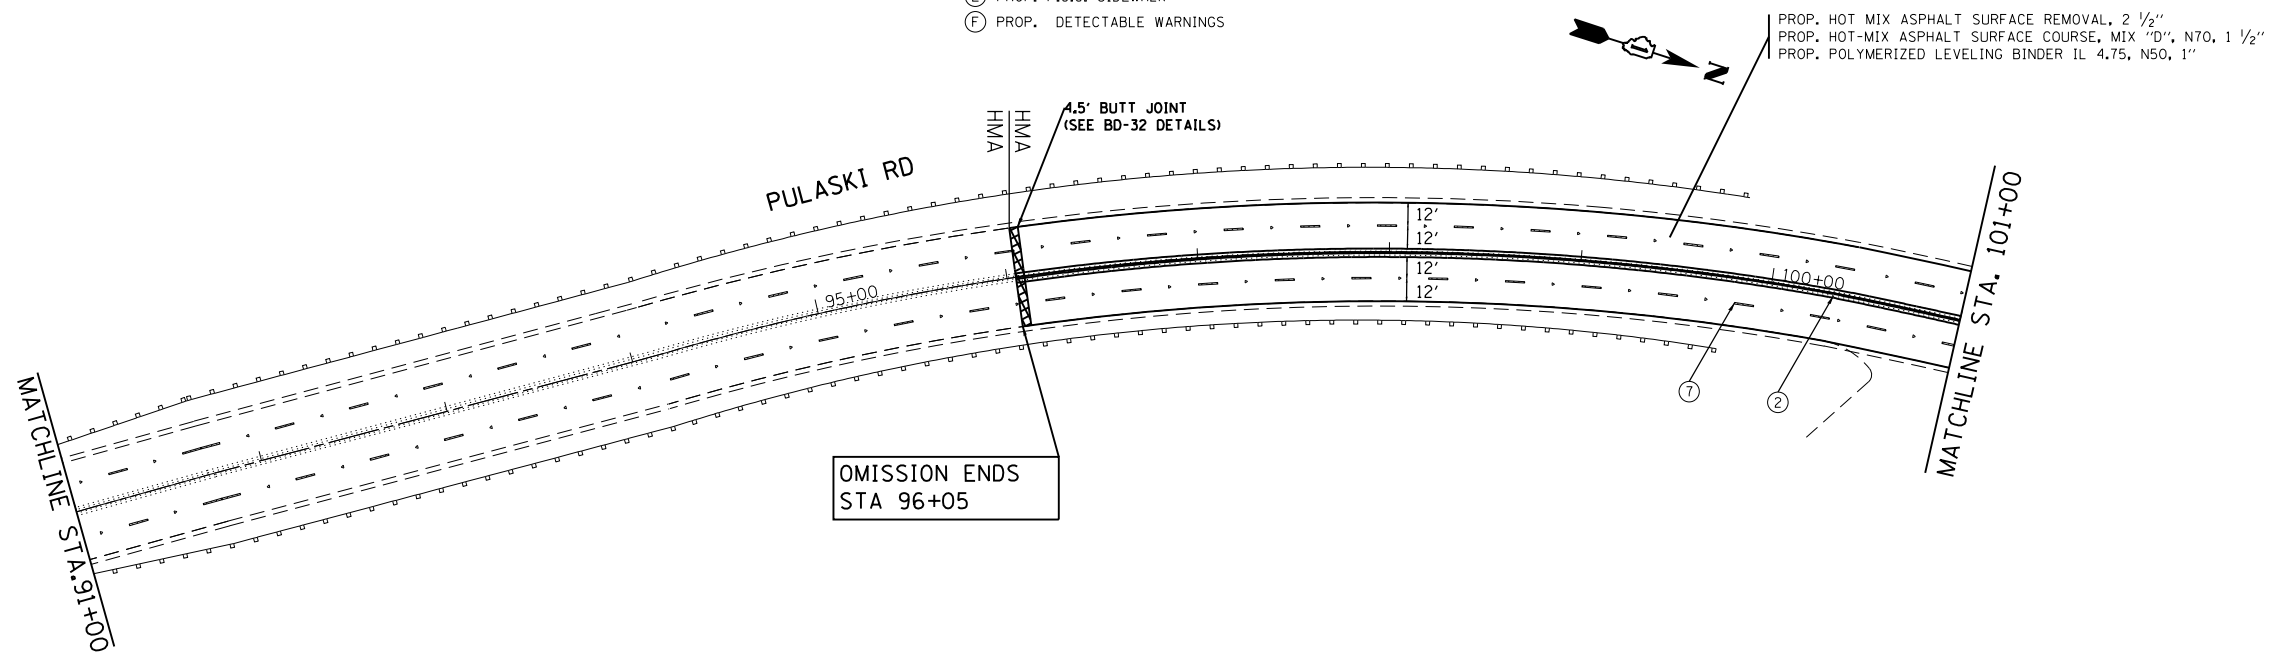 Ⓕ PROP. DETECTABLE WARNINGS
N
PROP. HOT MIX ASPHALT SURFACE REMOVAL, 2 1/2"
PROP. HOT-MIX ASPHALT SURFACE COURSE, MIX "D", N70, 1 1/2"
PROP. POLYMERIZED LEVELING BINDER IL 4.75, N50, 1"
4.5' BUTT JOINT
(SEE BD-32 DETAILS)
HMA
HMA
PULASKI RD
12'
12'
12'
12'
95+00
100+00
MATCHLINE STA. 101+00
MATCHLINE STA.91+00
7
2
OMISSION ENDS
STA 96+05